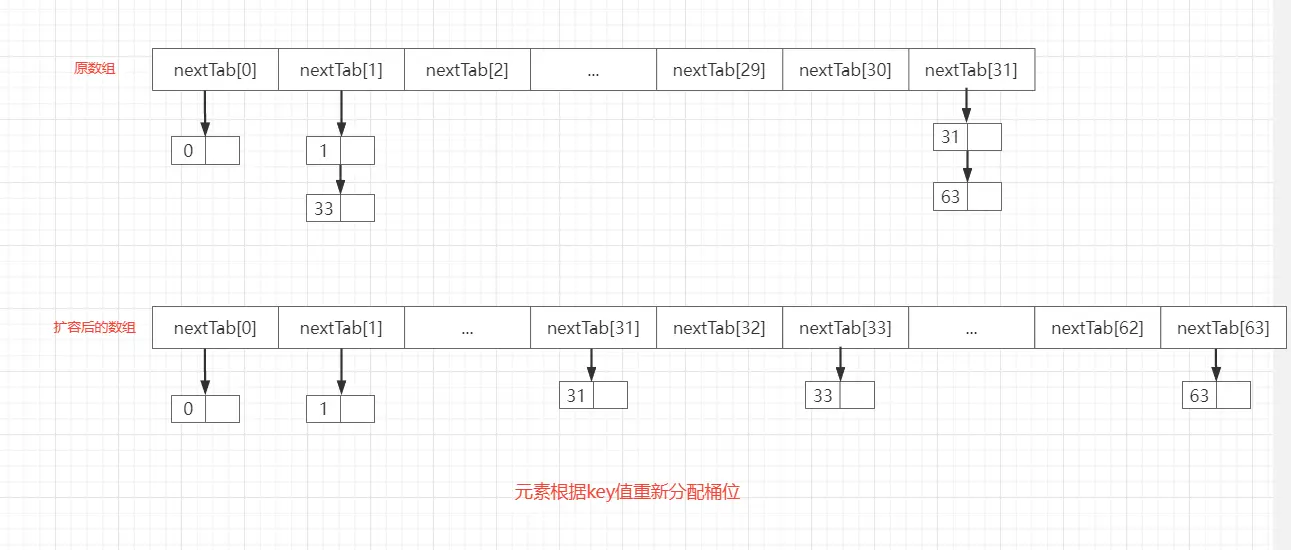 原数组 nextTab[0] nextTab[1] nextTab[2] ... nextTab[29] nextTab[30] nextTab[31]
0 1 31
33 63
扩容后的数组 nextTab[0] nextTab[1] ... nextTab[31] nextTab[32] nextTab[33] ... nextTab[62] nextTab[63]
0 1 31 33 63
元素根据key值重新分配桶位